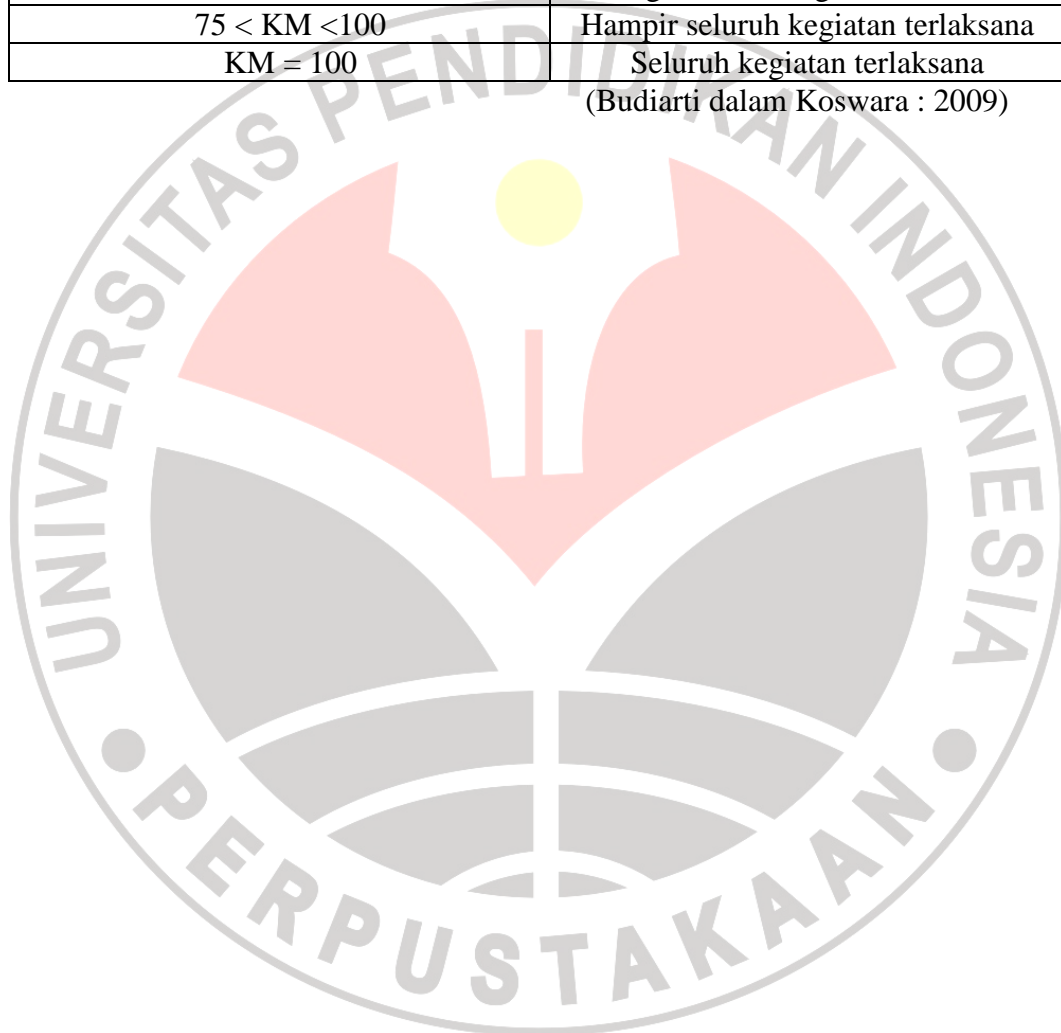 75 < KM <100 Hampir seluruh kegiatan terlaksana
KM = 100 Seluruh kegiatan terlaksana
(Budiarti dalam Koswara : 2009)
UNIVERSITAS PENDIDIKAN INDONESIA
PERPUSTAKAAN